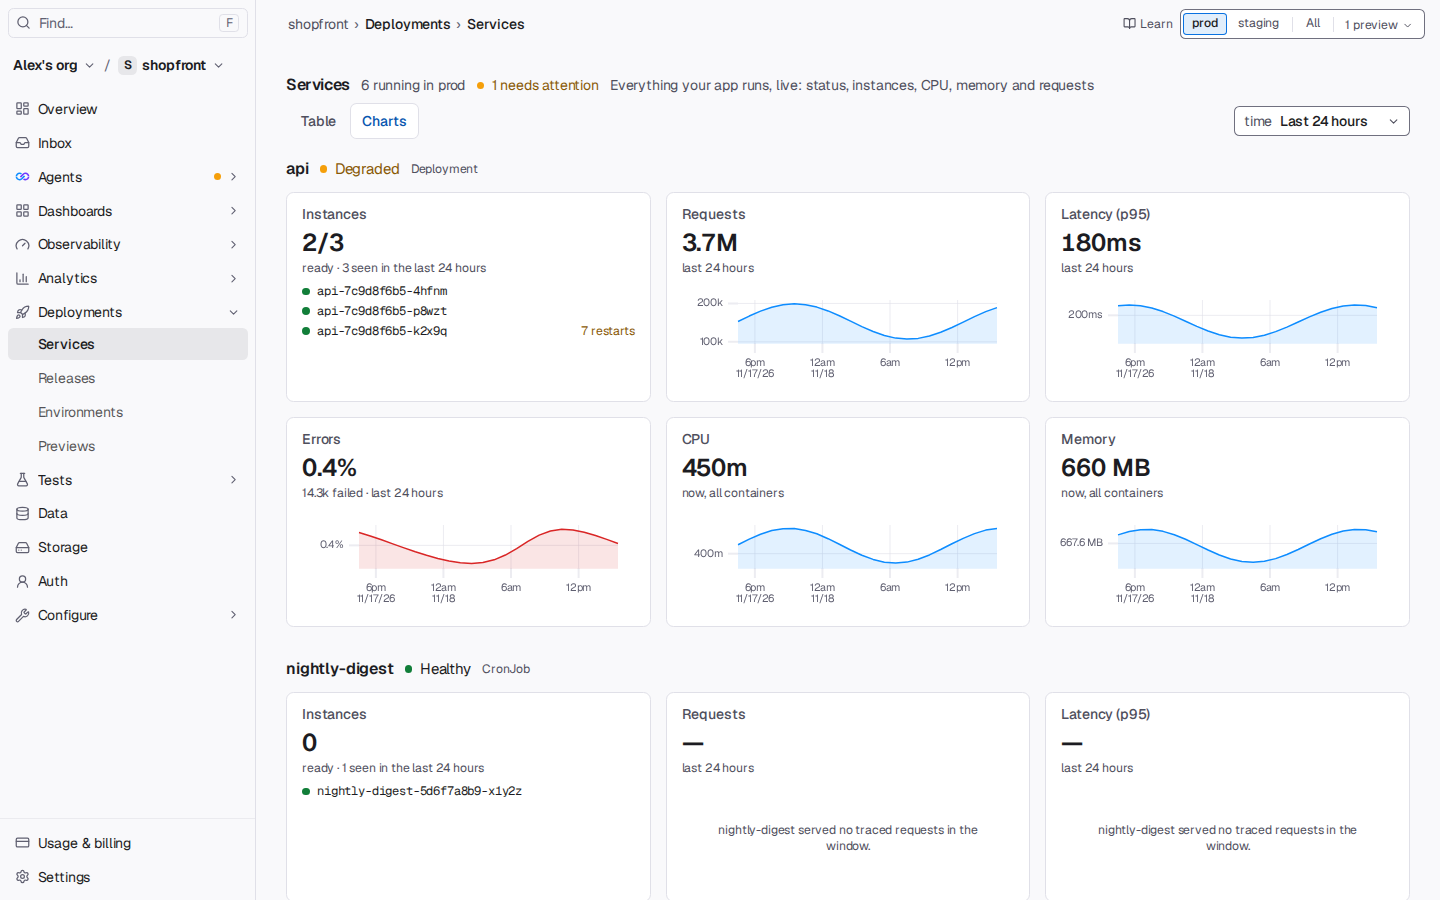 Find...
F
Alex's org / S shopfront
Overview
Inbox
Agents
Dashboards
Observability
Analytics
Deployments
Services
Releases
Environments
Previews
Tests
Data
Storage
Auth
Configure
Usage & billing
Settings
shopfront › Deployments › Services
Learn
prod
staging
All
1 preview
Services 6 running in prod 1 needs attention Everything your app runs, live: status, instances, CPU, memory and requests
Table
Charts
time Last 24 hours
api Degraded Deployment
Instances
2/3
ready · 3 seen in the last 24 hours
api-7c9d8f6b5-4hfnm
api-7c9d8f6b5-p8wzt
api-7c9d8f6b5-k2x9q 7 restarts
Requests
3.7M
last 24 hours
200k
100k
6pm 12am 6am 12pm
11/17/26 11/18
Latency (p95)
180ms
last 24 hours
200ms
6pm 12am 6am 12pm
11/17/26 11/18
Errors
0.4%
14.3k failed · last 24 hours
0.4%
6pm 12am 6am 12pm
11/17/26 11/18
CPU
450m
now, all containers
400m
6pm 12am 6am 12pm
11/17/26 11/18
Memory
660 MB
now, all containers
667.6 MB
6pm 12am 6am 12pm
11/17/26 11/18
nightly-digest Healthy CronJob
Instances
0
ready · 1 seen in the last 24 hours
nightly-digest-5d6f7a8b9-x1y2z
Requests
—
last 24 hours
nightly-digest served no traced requests in the
window.
Latency (p95)
—
last 24 hours
nightly-digest served no traced requests in the
window.